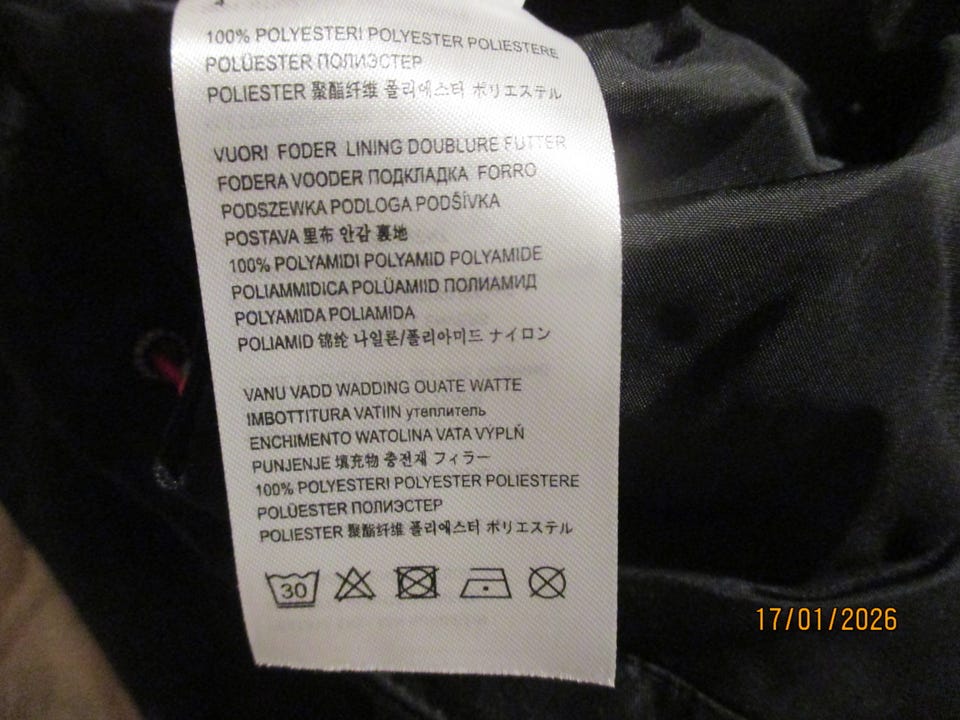 100% POLYESTERI POLYESTER POLIESTERE
POLÜESTER ПОЛИЭСТЕР
POLIESTER 聚酯纤维 폴리에스터 ポリエステル
VUORI FODER LINING DOUBLURE FUTTER
FODERA VOODER ПОДКЛАДКА FORRO
PODSZEWKA PODLOGA PODŠÍVKA
POSTAVA 里布 안감 裏地
100% POLYAMIDI POLYAMID POLYAMIDE
POLIAMMIDICA POLÜAMIID ПОЛИАМИД
POLYAMIDA POLIAMIDA
POLIAMID 锦纶 나일론/폴리아미드 ナイロン
VANU VADD WADDING OUATE WATTE
IMBOTTITURA VATIIN утеплитель
ENCHIMENTO WATOLINA VATA VÝPLŇ
PUNJENJE 填充物 충전재 フィラー
100% POLYESTERI POLYESTER POLIESTERE
POLÜESTER ПОЛИЭСТЕР
POLIESTER 聚酯纤维 폴리에스터 ポリエステル
30
17/01/2026